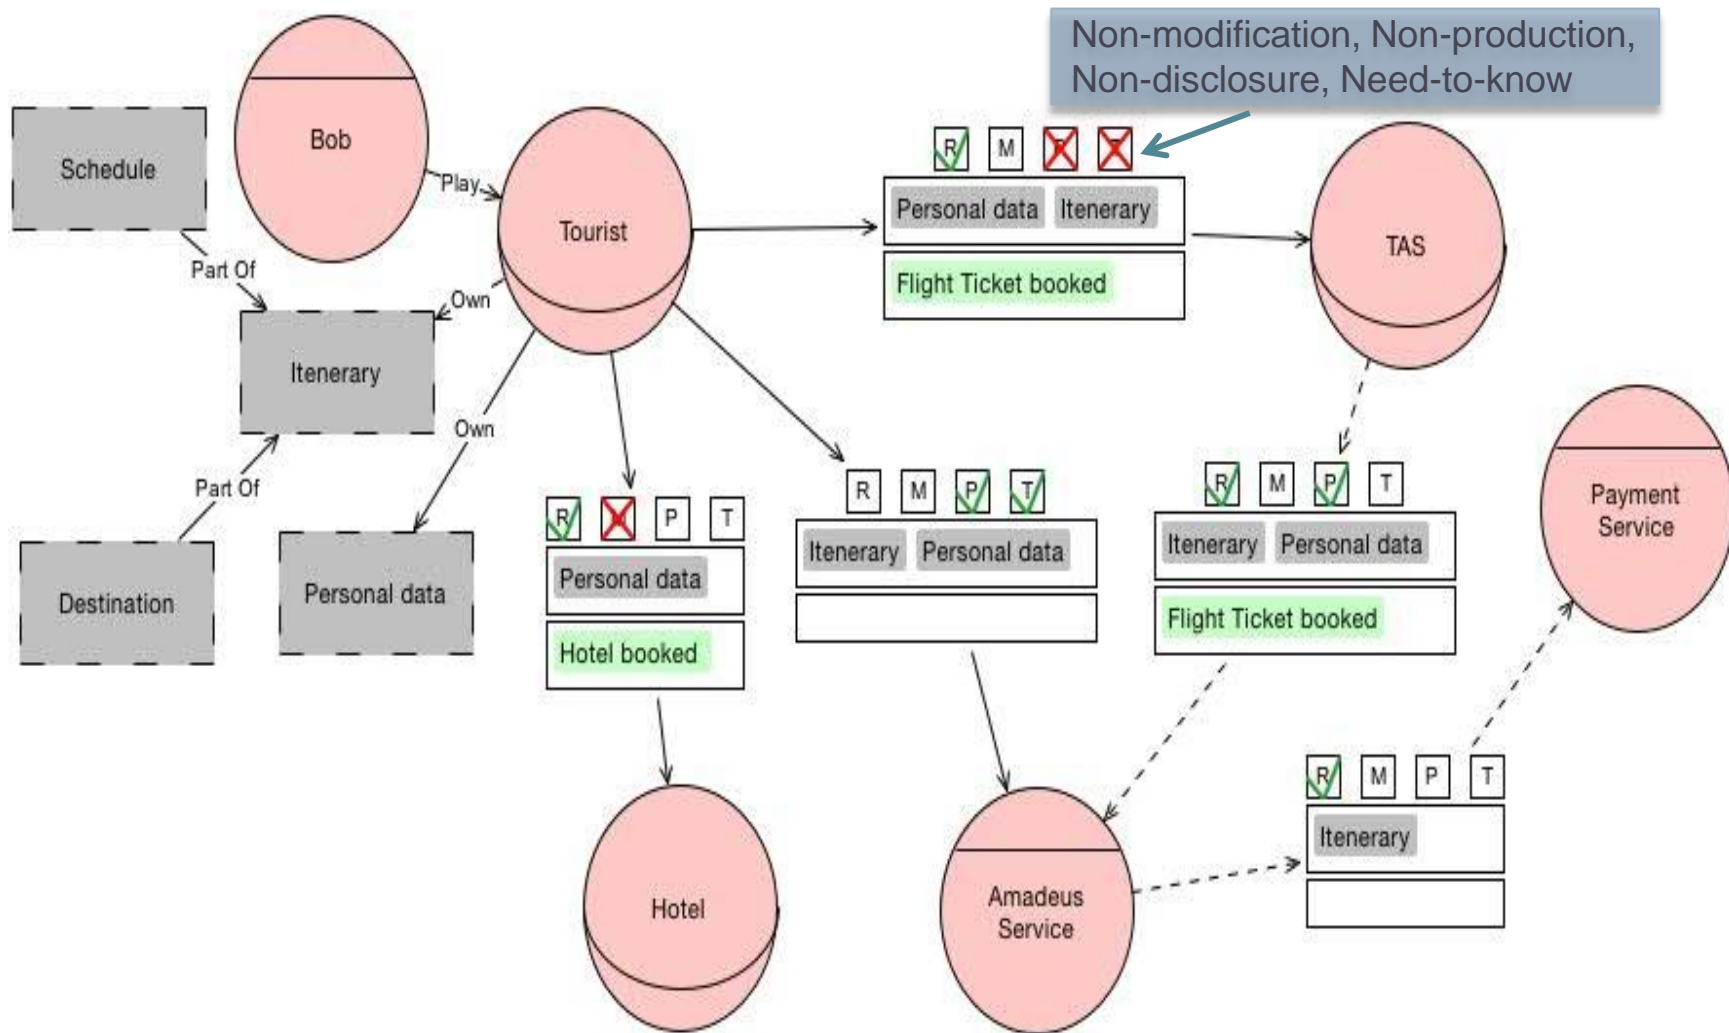 Non-modification, Non-production,
Non-disclosure, Need-to-know
Schedule
Bob
Play
Tourist
R M
Personal data Itenerary
Flight Ticket booked
TAS
Part Of
Own
Itenerary
Own
Part Of
Destination
Personal data
R P T
Personal data
Hotel booked
R M P T
Itenerary Personal data
R M P T
Itenerary Personal data
Flight Ticket booked
Payment
Service
R M P T
Itenerary
Hotel
Amadeus
Service